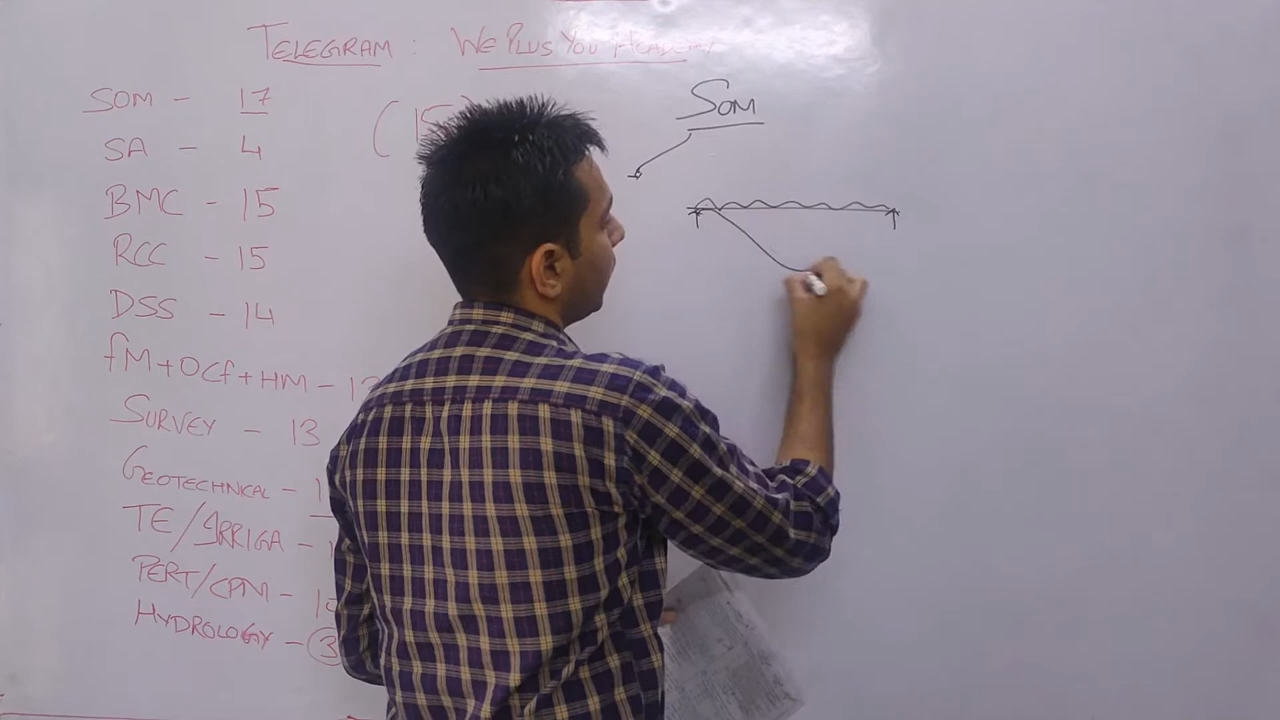 TELEGRAM : WE PLUS YOU ACADEMY
SOM - 17
(15)
SOM
SA - 4
BMC - 15
RCC - 15
DSS - 14
fM+OCf+HM -
SURVEY - 13
GEOTECHNICAL -
TE/IRRIGA -
PERT/CPM -
HYDROLOGY - 3